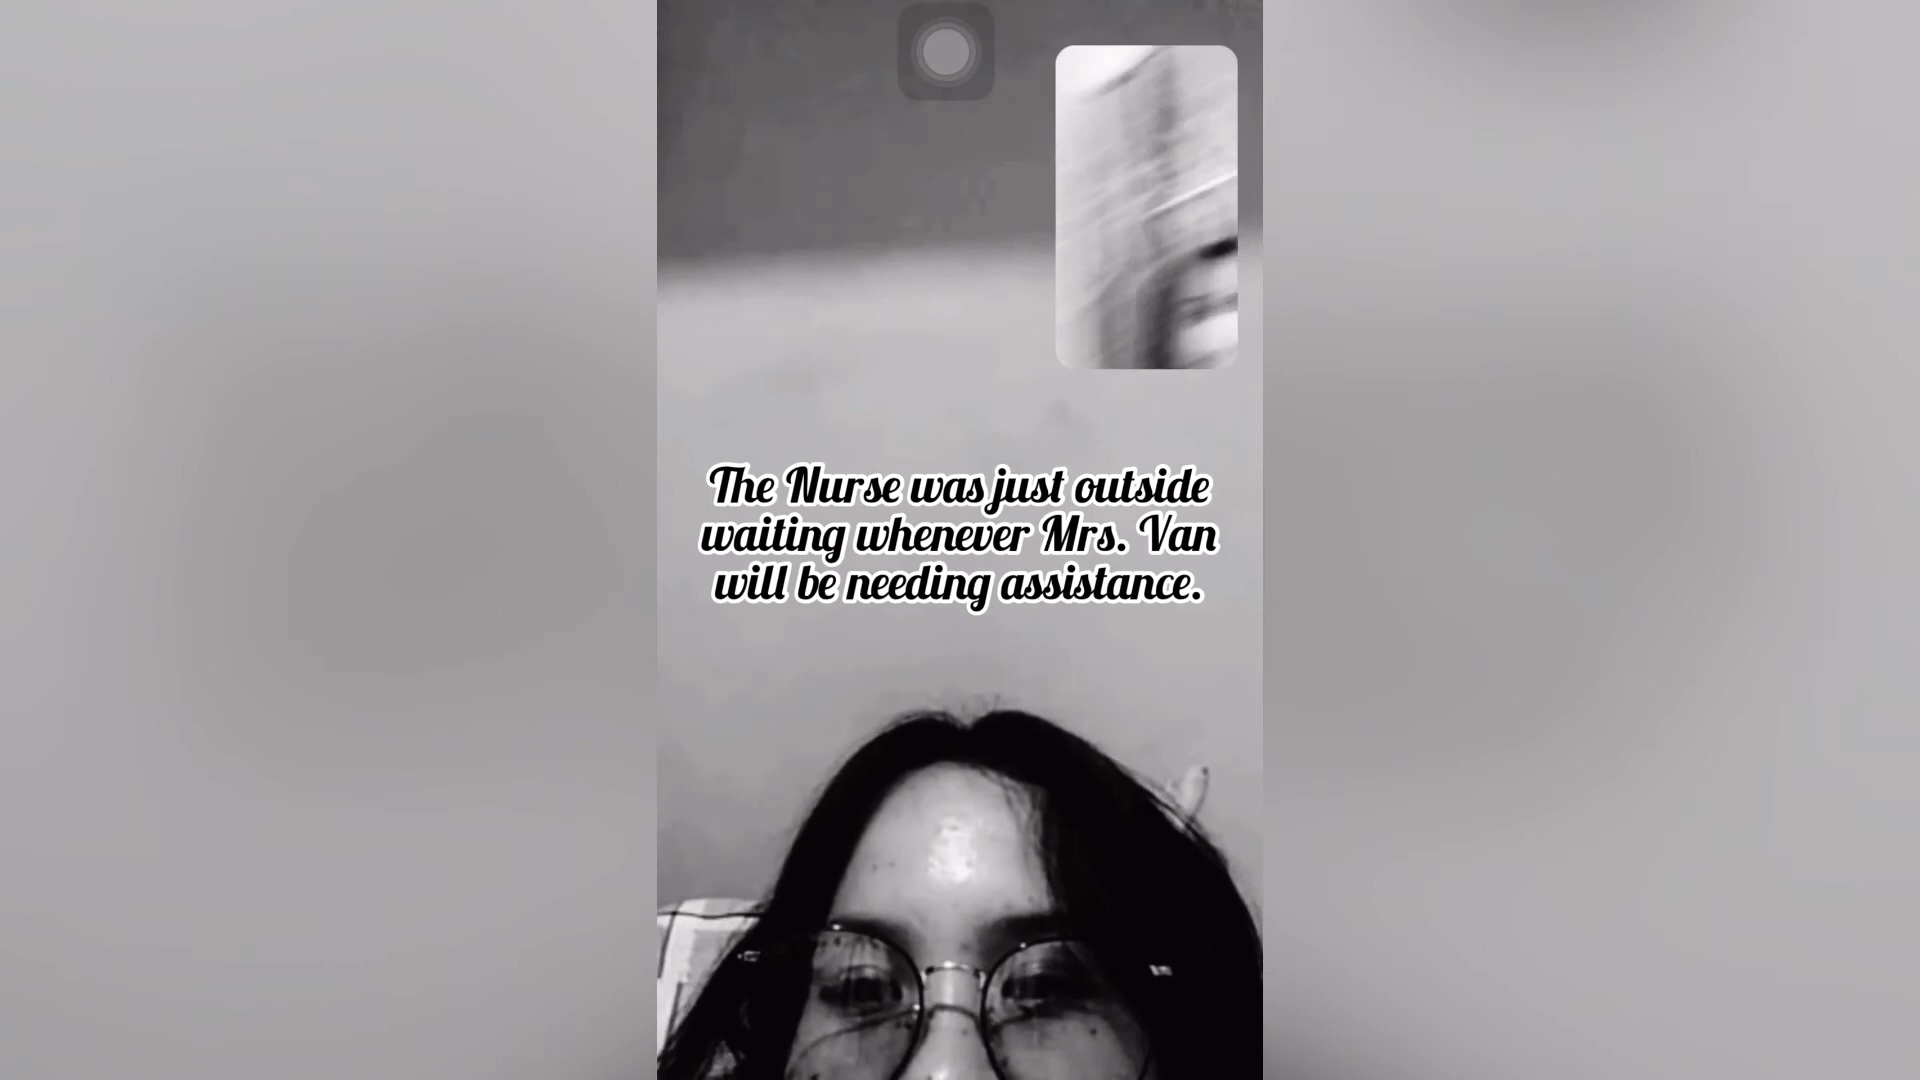 The Nurse was just outside
waiting whenever Mrs. Van
will be needing assistance.